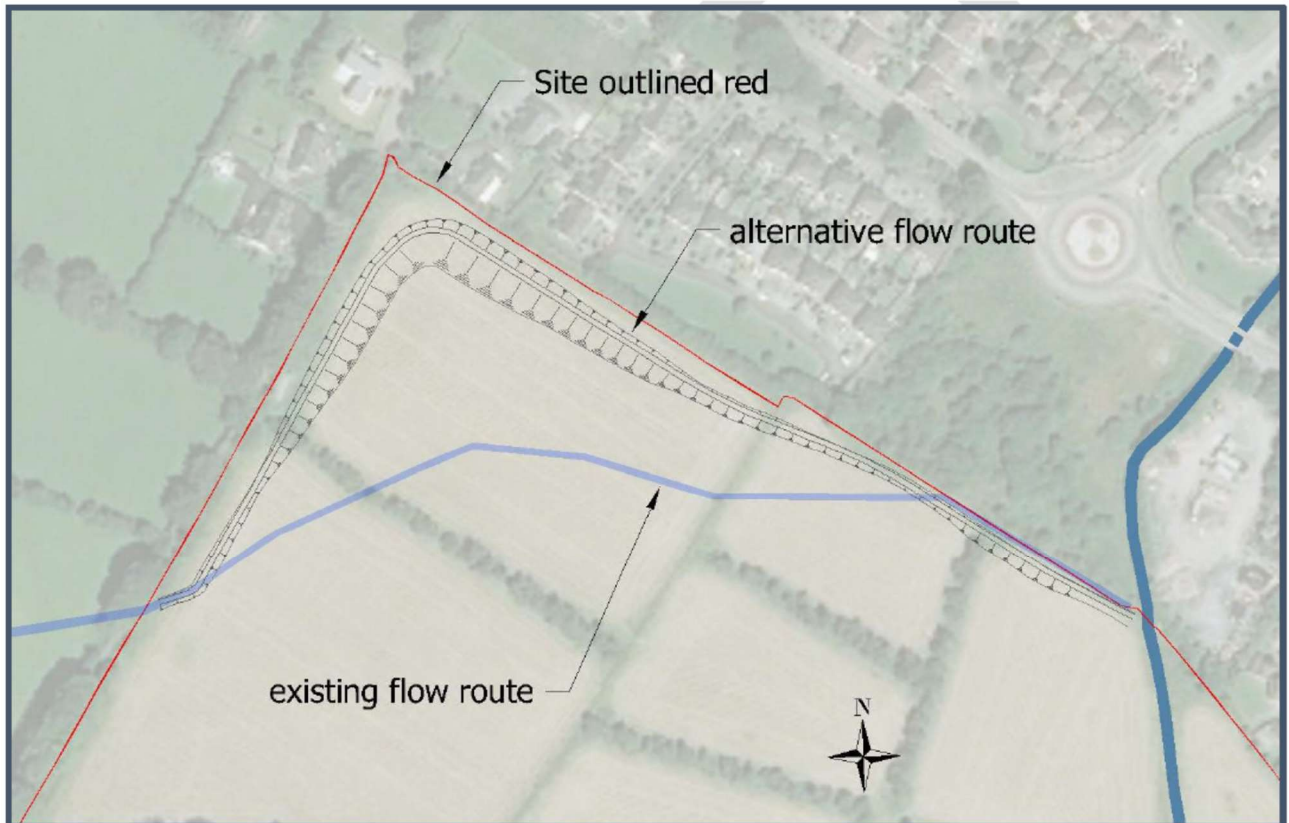 Site outlined red
alternative flow route
existing flow route
N